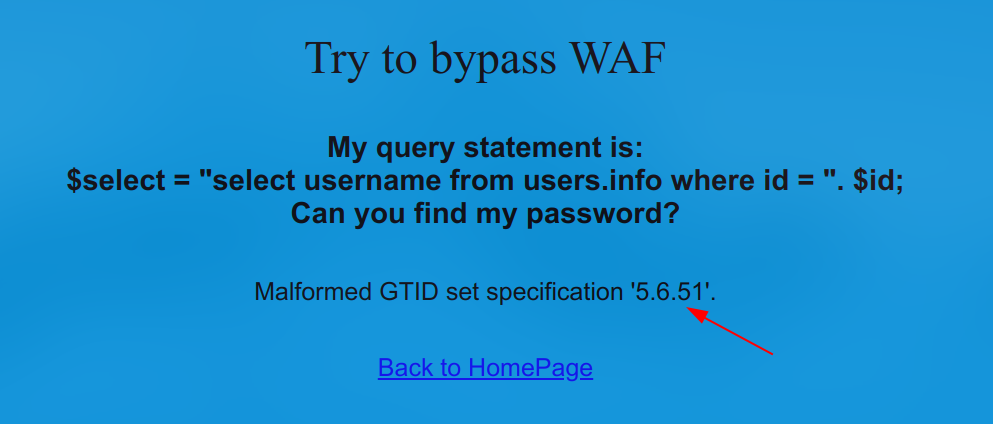 Try to bypass WAF
My query statement is:
$select = "select username from users.info where id = ". $id;
Can you find my password?
Malformed GTID set specification '5.6.51'.
Back to HomePage